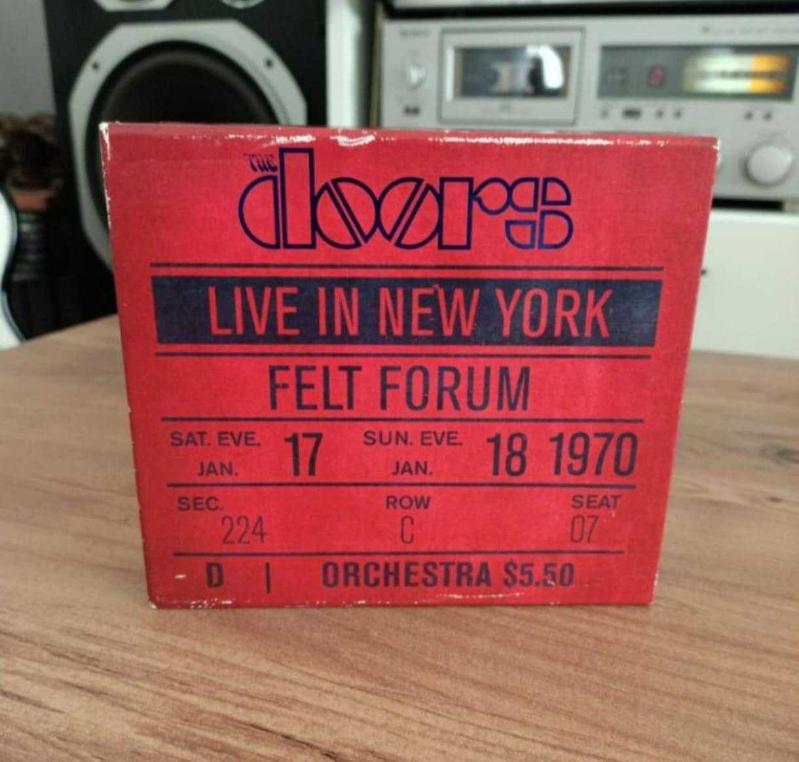 THE
doors
LIVE IN NEW YORK
FELT FORUM
SAT. EVE. JAN. 17 SUN. EVE. JAN. 18 1970
SEC. ROW SEAT
224 C 07
D | ORCHESTRA $5.50